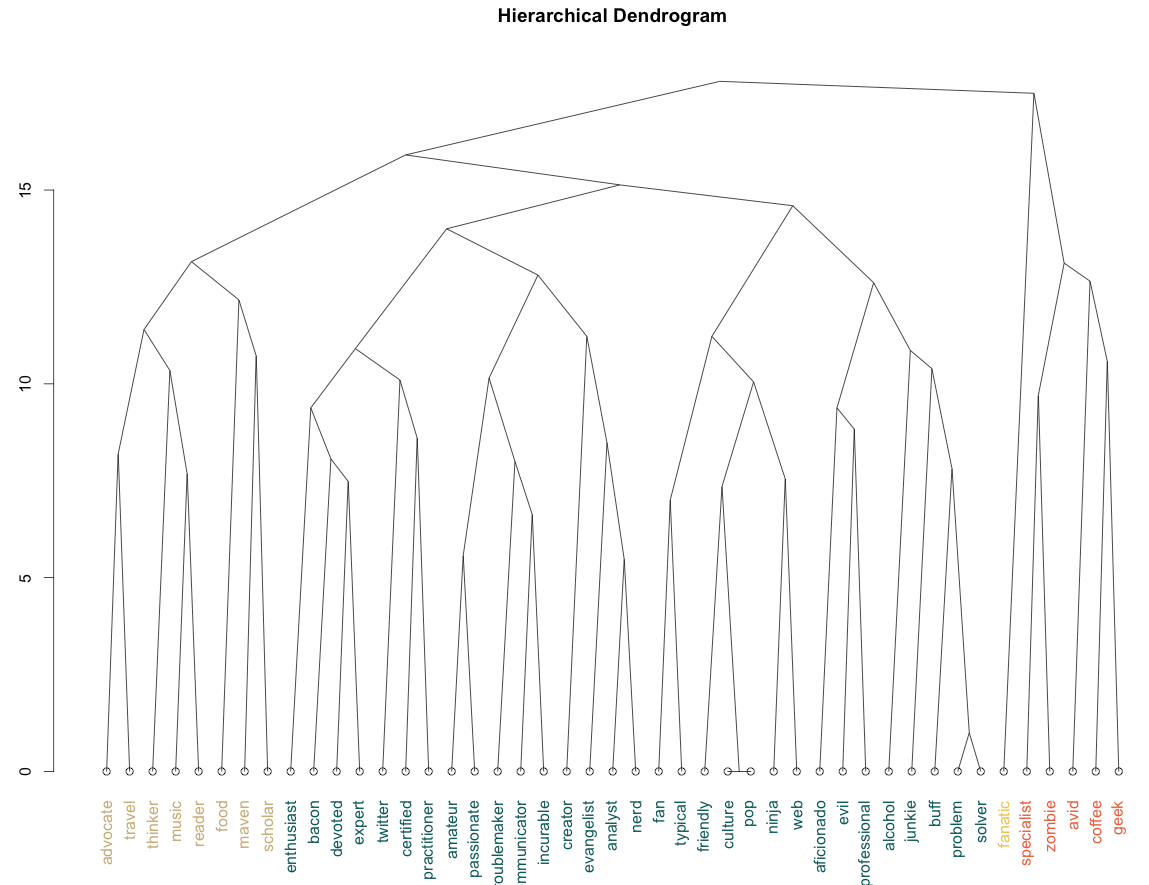 Hierarchical Dendrogram
15
10
5
0
advocate
travel
thinker
music
reader
food
maven
scholar
enthusiast
bacon
devoted
expert
twitter
certified
practitioner
amateur
passionate
roublemaker
mmunicator
incurable
creator
evangelist
analyst
nerd
fan
typical
friendly
culture
pop
ninja
web
aficionado
evil
professional
alcohol
junkie
buff
problem
solver
fanatic
specialist
zombie
avid
coffee
geek